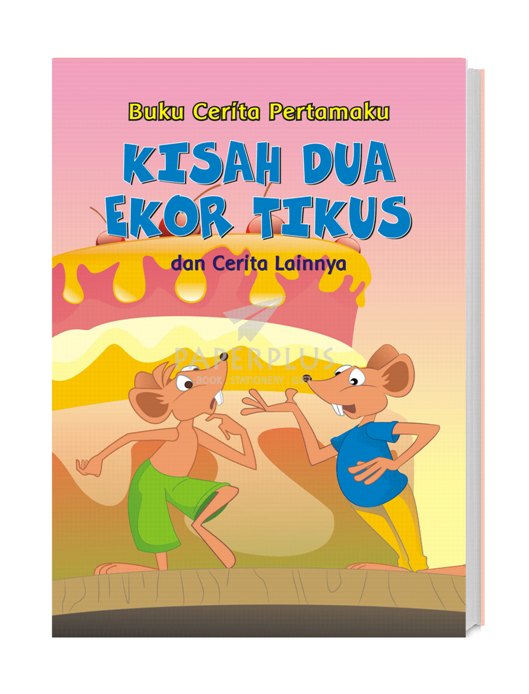 Buku Cerita Pertamaku
KISAH DUA
EKOR TIKUS
dan Cerita Lainnya
PAPERPLUS